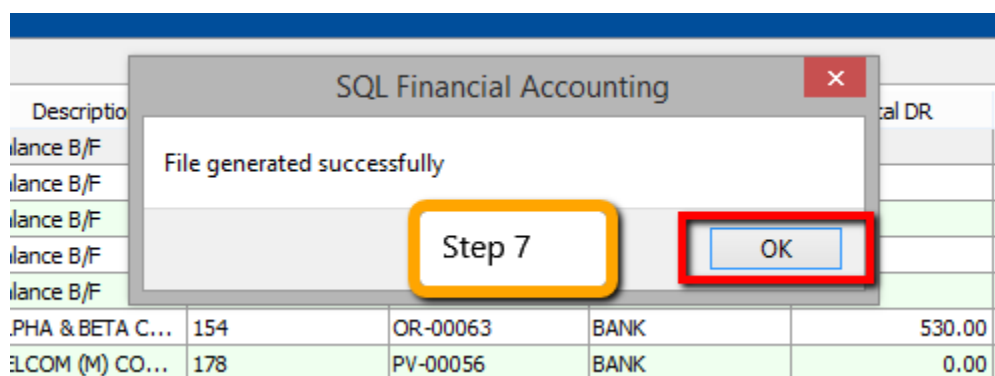 SQL Financial Accounting
Descriptio tal DR
lance B/F
File generated successfully
lance B/F
lance B/F
Step 7 OK
lance B/F
lance B/F
PHA & BETA C... 154 OR-00063 BANK 530.00
ELCOM (M) CO... 178 PV-00056 BANK 0.00